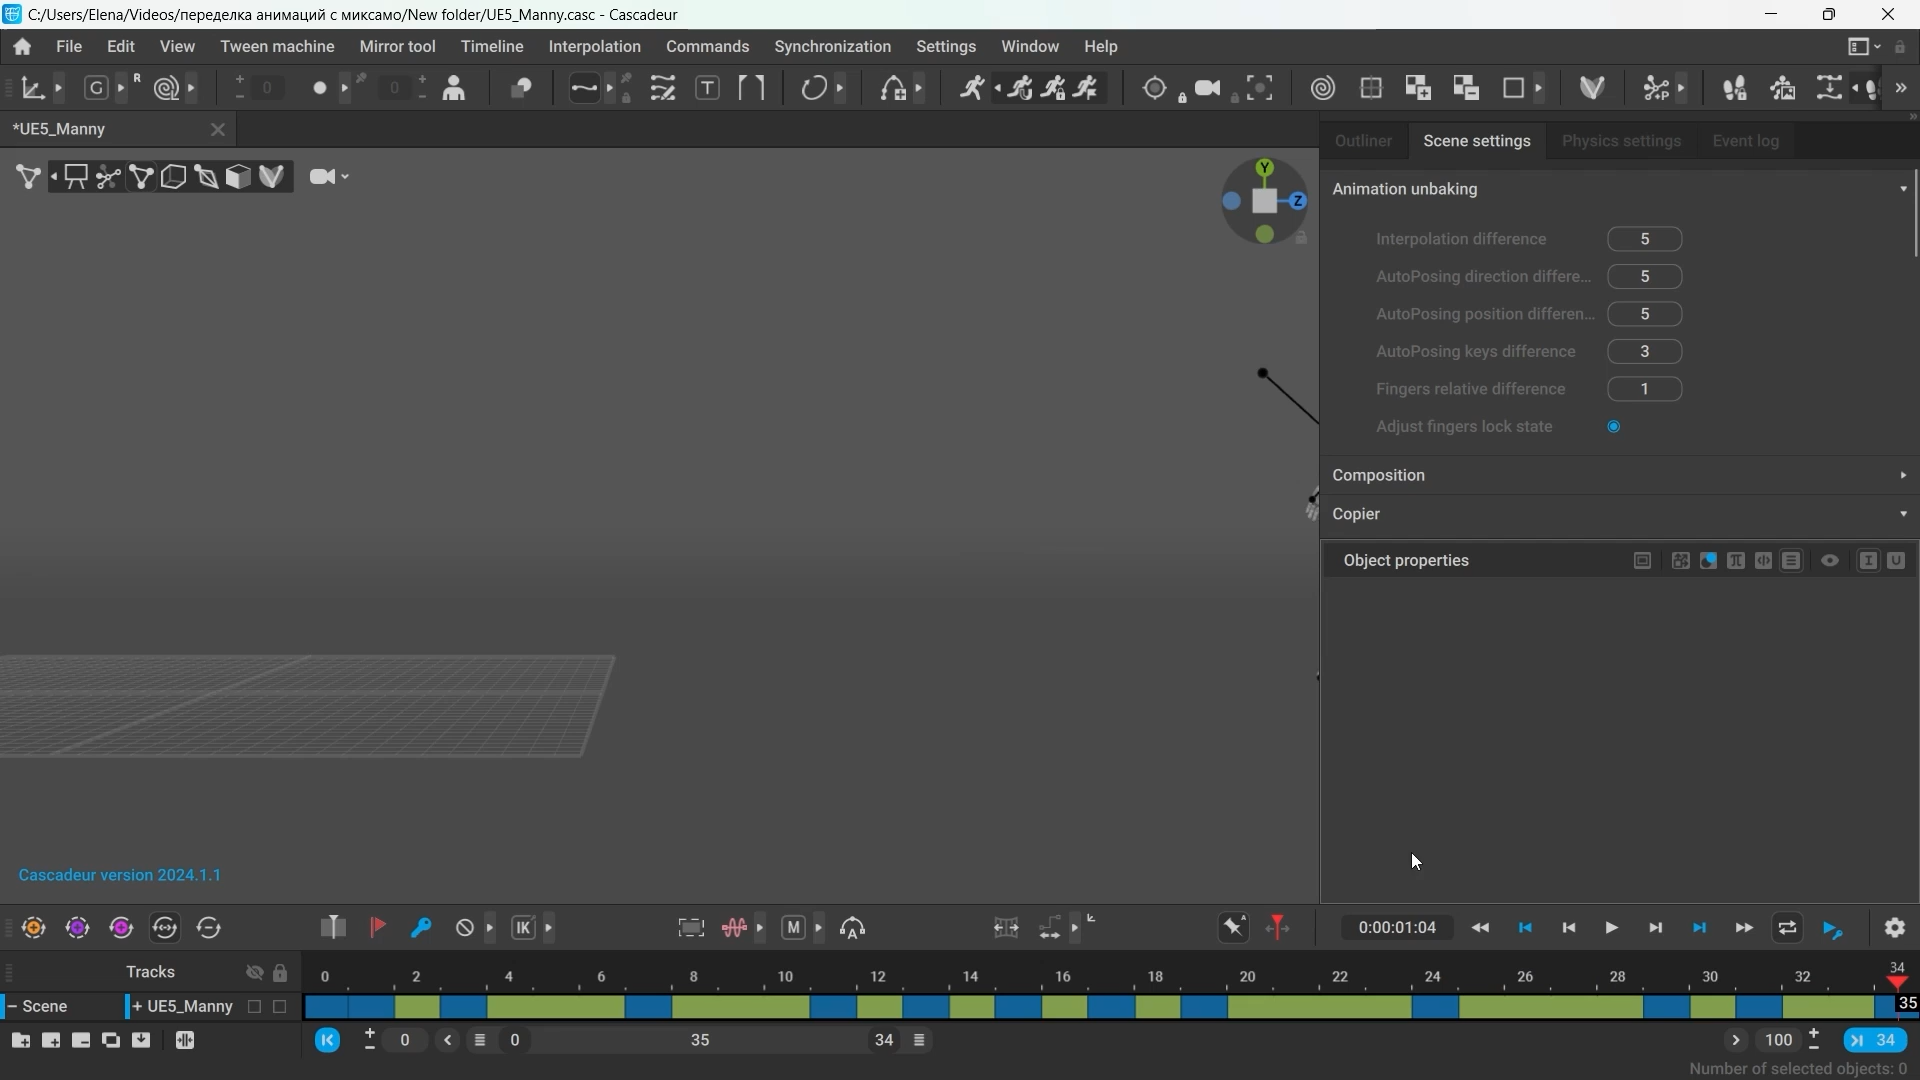 C:/Users/Elena/Videos/переделка анимаций с миксамо/New folder/UE5_Manny.casc - Cascadeur
File Edit View Tween machine Mirror tool Timeline Interpolation Commands Synchronization Settings Window Help
G R 0 0 T P
*UE5_Manny
Outliner Scene settings Physics settings Event log
Y
Z
Animation unbaking
Interpolation difference 5
AutoPosing direction differe... 5
AutoPosing position differen... 5
AutoPosing keys difference 3
Fingers relative difference 1
Adjust fingers lock state
Composition
Copier
Object properties I U
Cascadeur version 2024.1.1
IK M A 0:00:01:04
Tracks 0 2 4 6 8 10 12 14 16 18 20 22 24 26 28 30 32 34
- Scene + UE5_Manny 35
0 0 35 34 100 34
Number of selected objects: 0